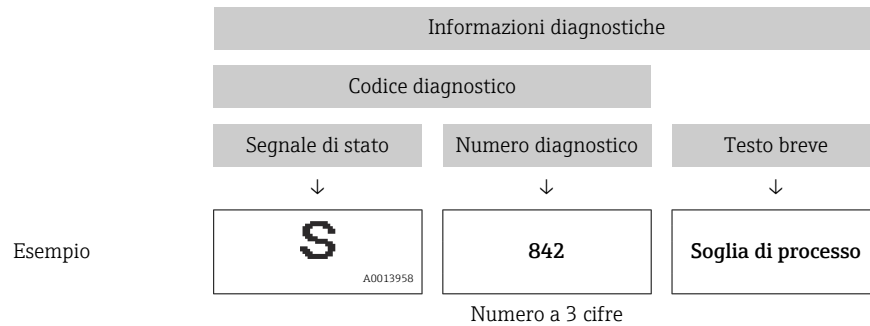 Informazioni diagnostiche
Codice diagnostico
Segnale di stato Numero diagnostico Testo breve
↓ ↓ ↓
Esempio S 842 Soglia di processo
A0013958
Numero a 3 cifre